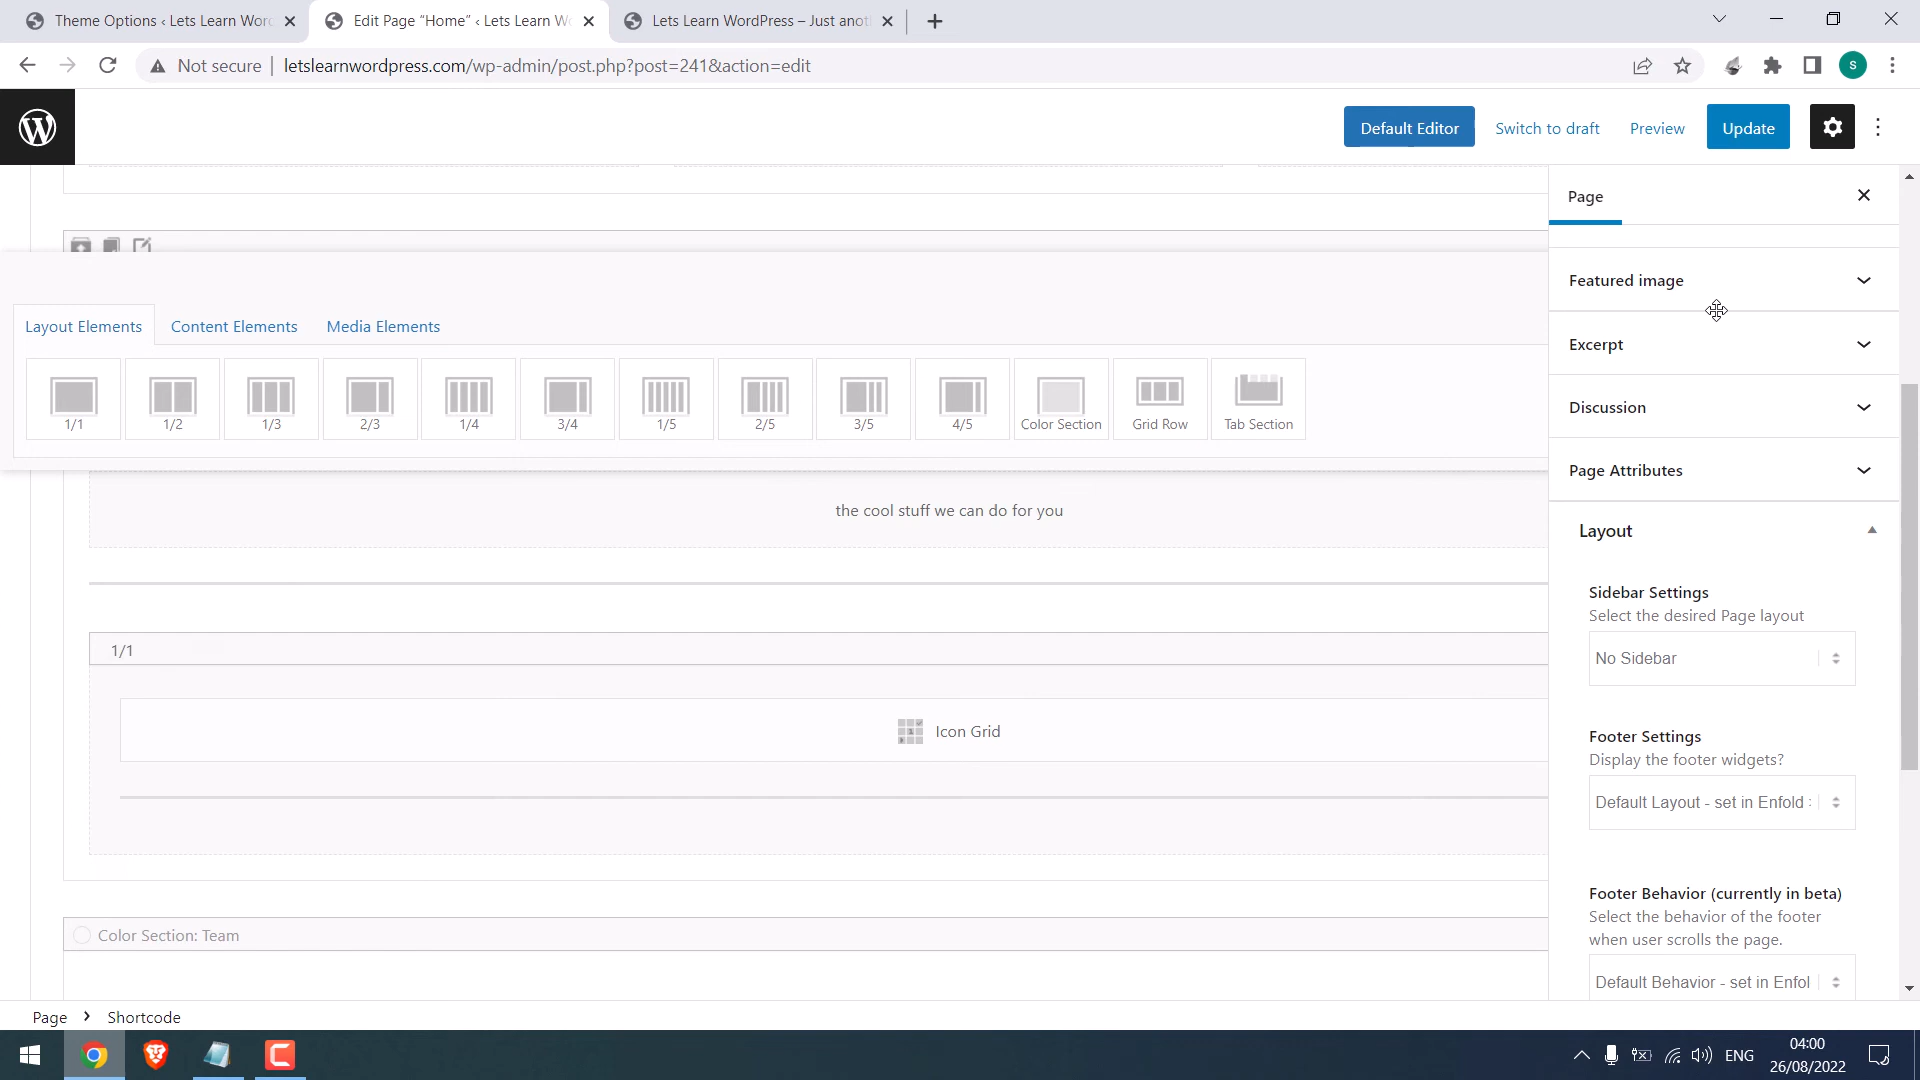 Theme Options ‹ Lets Learn Word
Edit Page “Home” ‹ Lets Learn W
Lets Learn WordPress – Just anot
Not secure
letslearnwordpress.com/wp-admin/post.php?post=241&action=edit
S
Default Editor
Switch to draft
Preview
Update
Page
Featured image
Layout Elements
Content Elements
Media Elements
Excerpt
1/1
1/2
1/3
2/3
1/4
3/4
1/5
2/5
3/5
4/5
Color Section
Grid Row
Tab Section
Discussion
Page Attributes
the cool stuff we can do for you
Layout
Sidebar Settings
Select the desired Page layout
No Sidebar
1/1
Icon Grid
Footer Settings
Display the footer widgets?
Default Layout - set in Enfold :
Footer Behavior (currently in beta)
Select the behavior of the footer
when user scrolls the page.
Default Behavior - set in Enfol
Color Section: Team
Page
Shortcode
ENG
04:00
26/08/2022